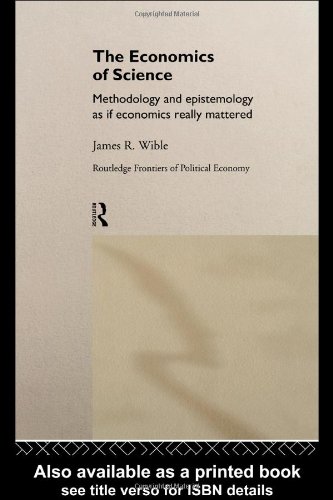 The Economics
of Science
Methodology and epistemology
as if economics really mattered
James R. Wible
Routledge Frontiers of Political Economy
ROUTLEDGE
Also available as a printed book
see title verso for ISBN details